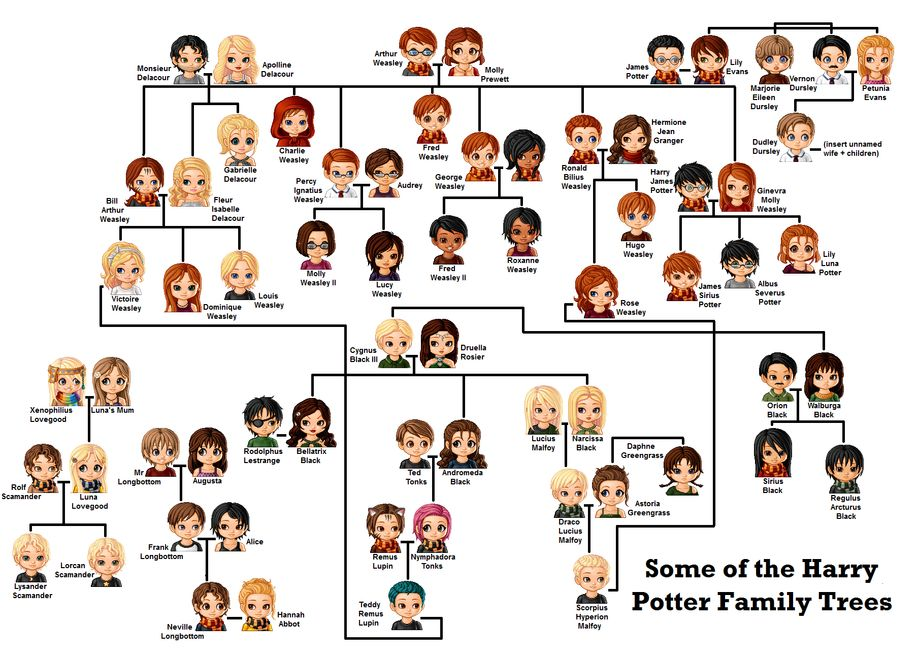 Monsieur
Delacour
Apolline
Delacour
Arthur
Weasley
Molly
Prewett
James
Potter
Lily
Evans
Marjorie
Eileen
Dursley
Vernon
Dursley
Petunia
Evans
Dudley
Dursley
(insert unnamed
wife + children)
Gabrielle
Delacour
Charlie
Weasley
Fred
Weasley
George
Weasley
Ronald
Bilius
Weasley
Hermione
Jean
Granger
Percy
Ignatius
Weasley
Audrey
Harry
James
Potter
Ginevra
Molly
Weasley
Bill
Arthur
Weasley
Fleur
Isabelle
Delacour
Hugo
Weasley
Molly
Weasley II
Lucy
Weasley
Fred
Weasley II
Roxanne
Weasley
Lily
Luna
Potter
James
Sirius
Potter
Albus
Severus
Potter
Victoire
Weasley
Dominique
Weasley
Louis
Weasley
Rose
Weasley
Cygnus
Black III
Druella
Rosier
Xenophilius
Lovegood
Luna's Mum
Orion
Black
Walburga
Black
Rodolphus
Lestrange
Bellatrix
Black
Lucius
Malfoy
Narcissa
Black
Daphne
Greengrass
Mr
Longbottom
Augusta
Ted
Tonks
Andromeda
Black
Rolf
Scamander
Luna
Lovegood
Sirius
Black
Regulus
Arcturus
Black
Astoria
Greengrass
Draco
Lucius
Malfoy
Frank
Longbottom
Alice
Remus
Lupin
Nymphadora
Tonks
Lysander
Scamander
Lorcan
Scamander
Scorpius
Hyperion
Malfoy
Teddy
Remus
Lupin
Neville
Longbottom
Hannah
Abbot
Some of the Harry
Potter Family Trees